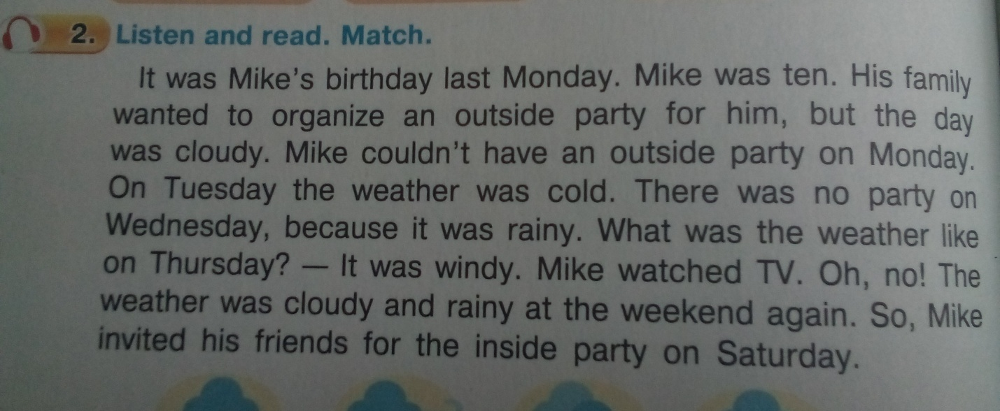 2. Listen and read. Match.
It was Mike's birthday last Monday. Mike was ten. His family
wanted to organize an outside party for him, but the day
was cloudy. Mike couldn't have an outside party on Monday.
On Tuesday the weather was cold. There was no party on
Wednesday, because it was rainy. What was the weather like
on Thursday? — It was windy. Mike watched TV. Oh, no! The
weather was cloudy and rainy at the weekend again. So, Mike
invited his friends for the inside party on Saturday.